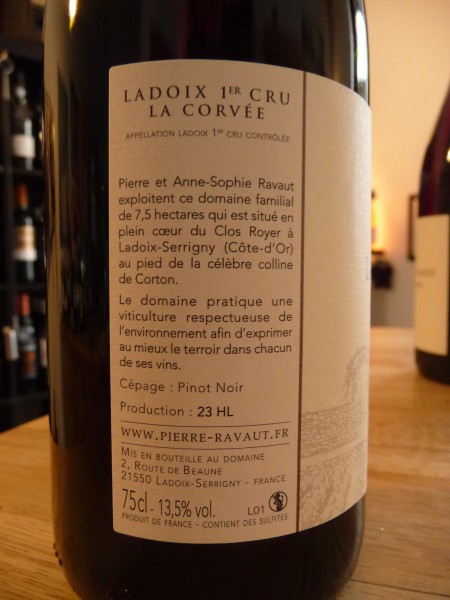 LADOIX 1ER CRU
LA CORVÉE
APPELLATION LADOIX 1ER CRU CONTRÔLÉE
Pierre et Anne-Sophie Ravaut
exploitent ce domaine familial
de 7,5 hectares qui est situé en
plein cœur du Clos Royer à
Ladoix-Serrigny (Côte-d'Or)
au pied de la célèbre colline
de Corton.
Le domaine pratique une
viticulture respectueuse de
l'environnement afin d'exprimer
au mieux le terroir dans chacun
de ses vins.
Cépage : Pinot Noir
Production : 23 HL
WWW.PIERRE-RAVAUT.FR
MIS EN BOUTEILLE AU DOMAINE
2, ROUTE DE BEAUNE
21550 LADOIX-SERRIGNY - FRANCE
75cl - 13,5% vol. L01
PRODUIT DE FRANCE - CONTIENT DES SULFITES